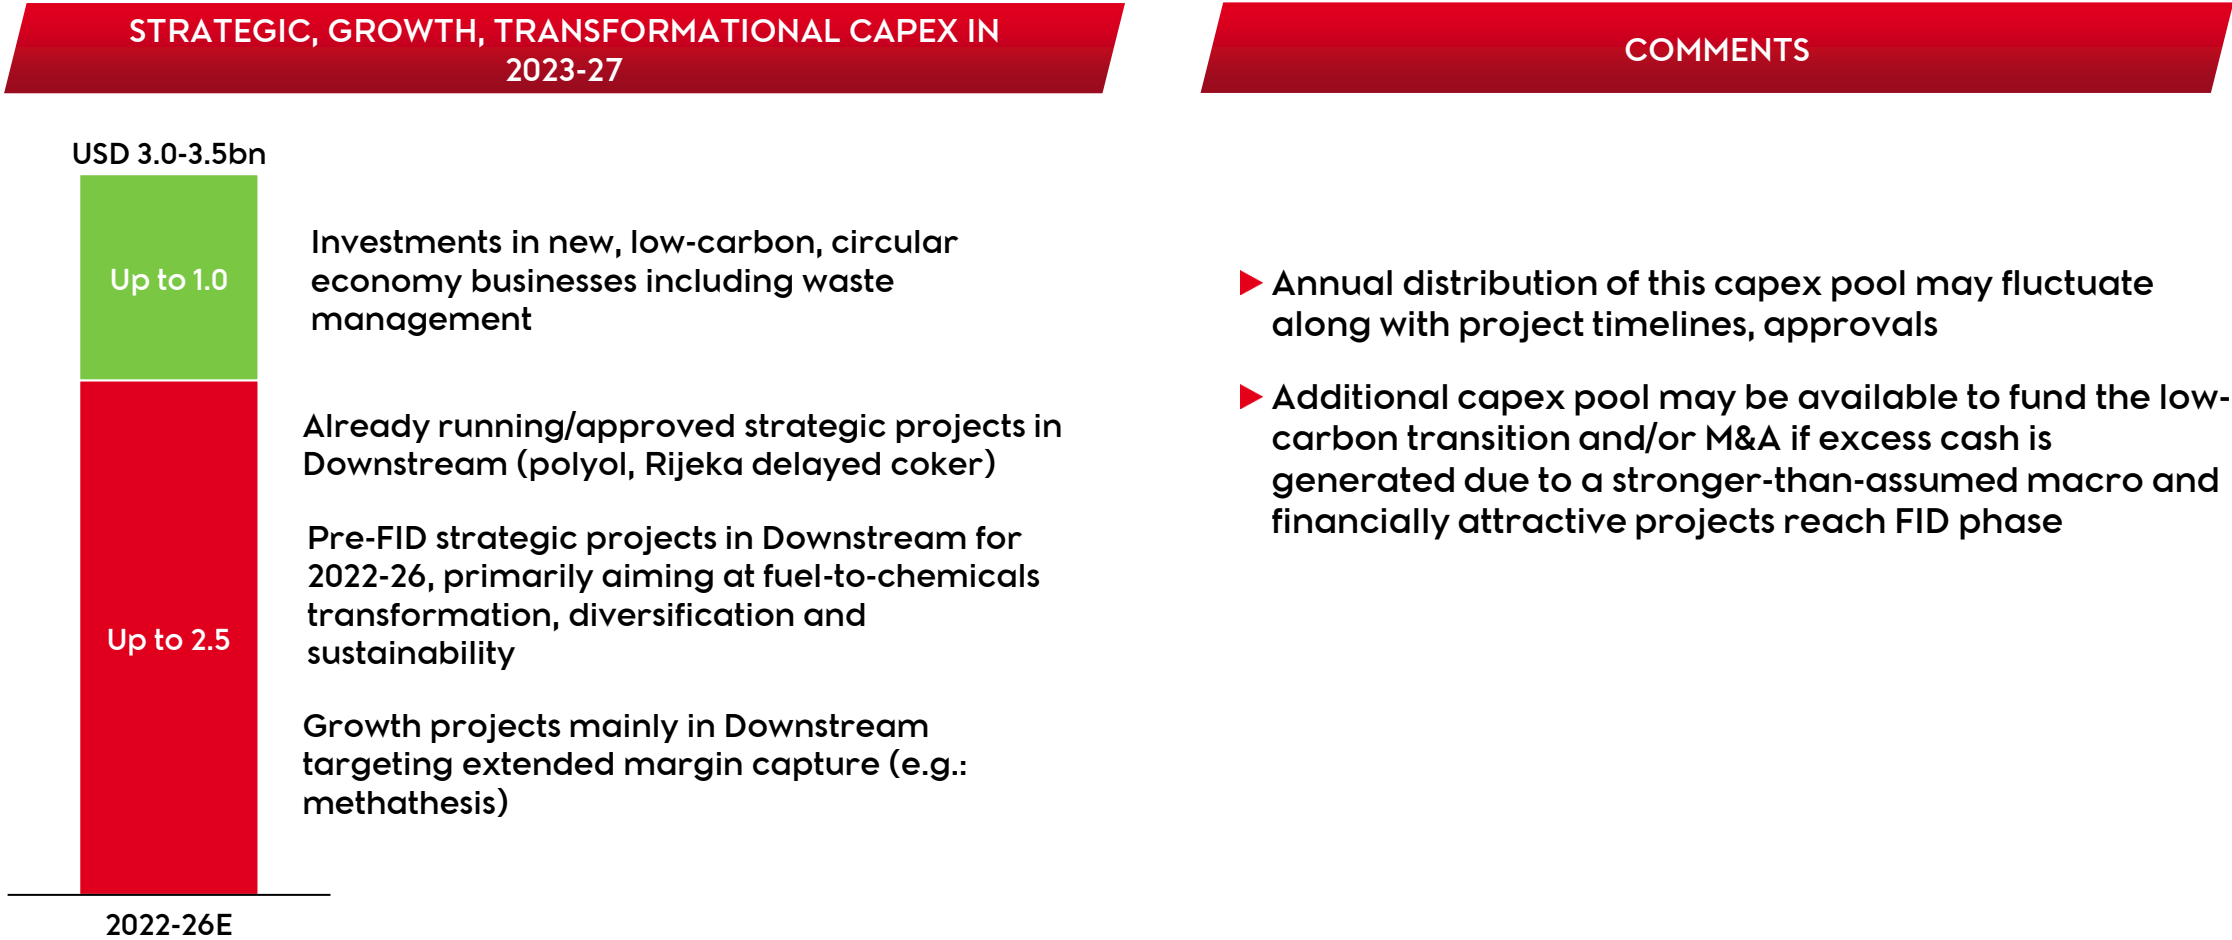 STRATEGIC, GROWTH, TRANSFORMATIONAL CAPEX IN
2023-27
USD 3.0-3.5bn
Up to 1.0
Investments in new, low-carbon, circular
economy businesses including waste
management
Up to 2.5
Already running/approved strategic projects in
Downstream (polyol, Rijeka delayed coker)
Pre-FID strategic projects in Downstream for
2022-26, primarily aiming at fuel-to-chemicals
transformation, diversification and
sustainability
Growth projects mainly in Downstream
targeting extended margin capture (e.g.:
methathesis)
2022-26E
COMMENTS
Annual distribution of this capex pool may fluctuate
along with project timelines, approvals
Additional capex pool may be available to fund the low-
carbon transition and/or M&A if excess cash is
generated due to a stronger-than-assumed macro and
financially attractive projects reach FID phase